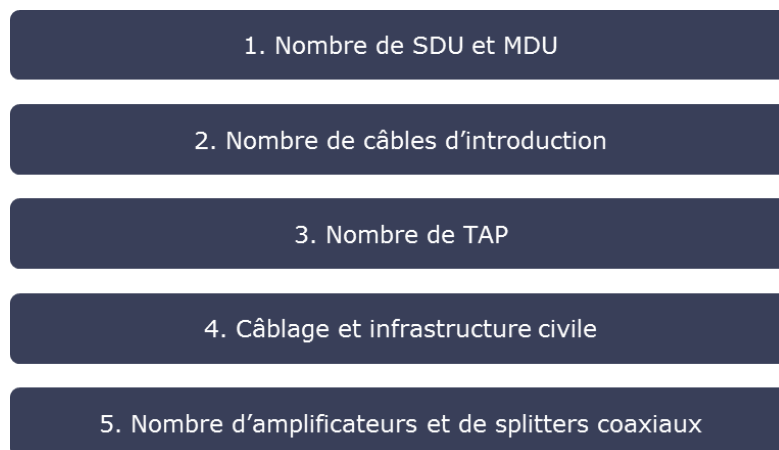 1. Nombre de SDU et MDU
2. Nombre de câbles d’introduction
3. Nombre de TAP
4. Câblage et infrastructure civile
5. Nombre d’amplificateurs et de splitters coaxiaux